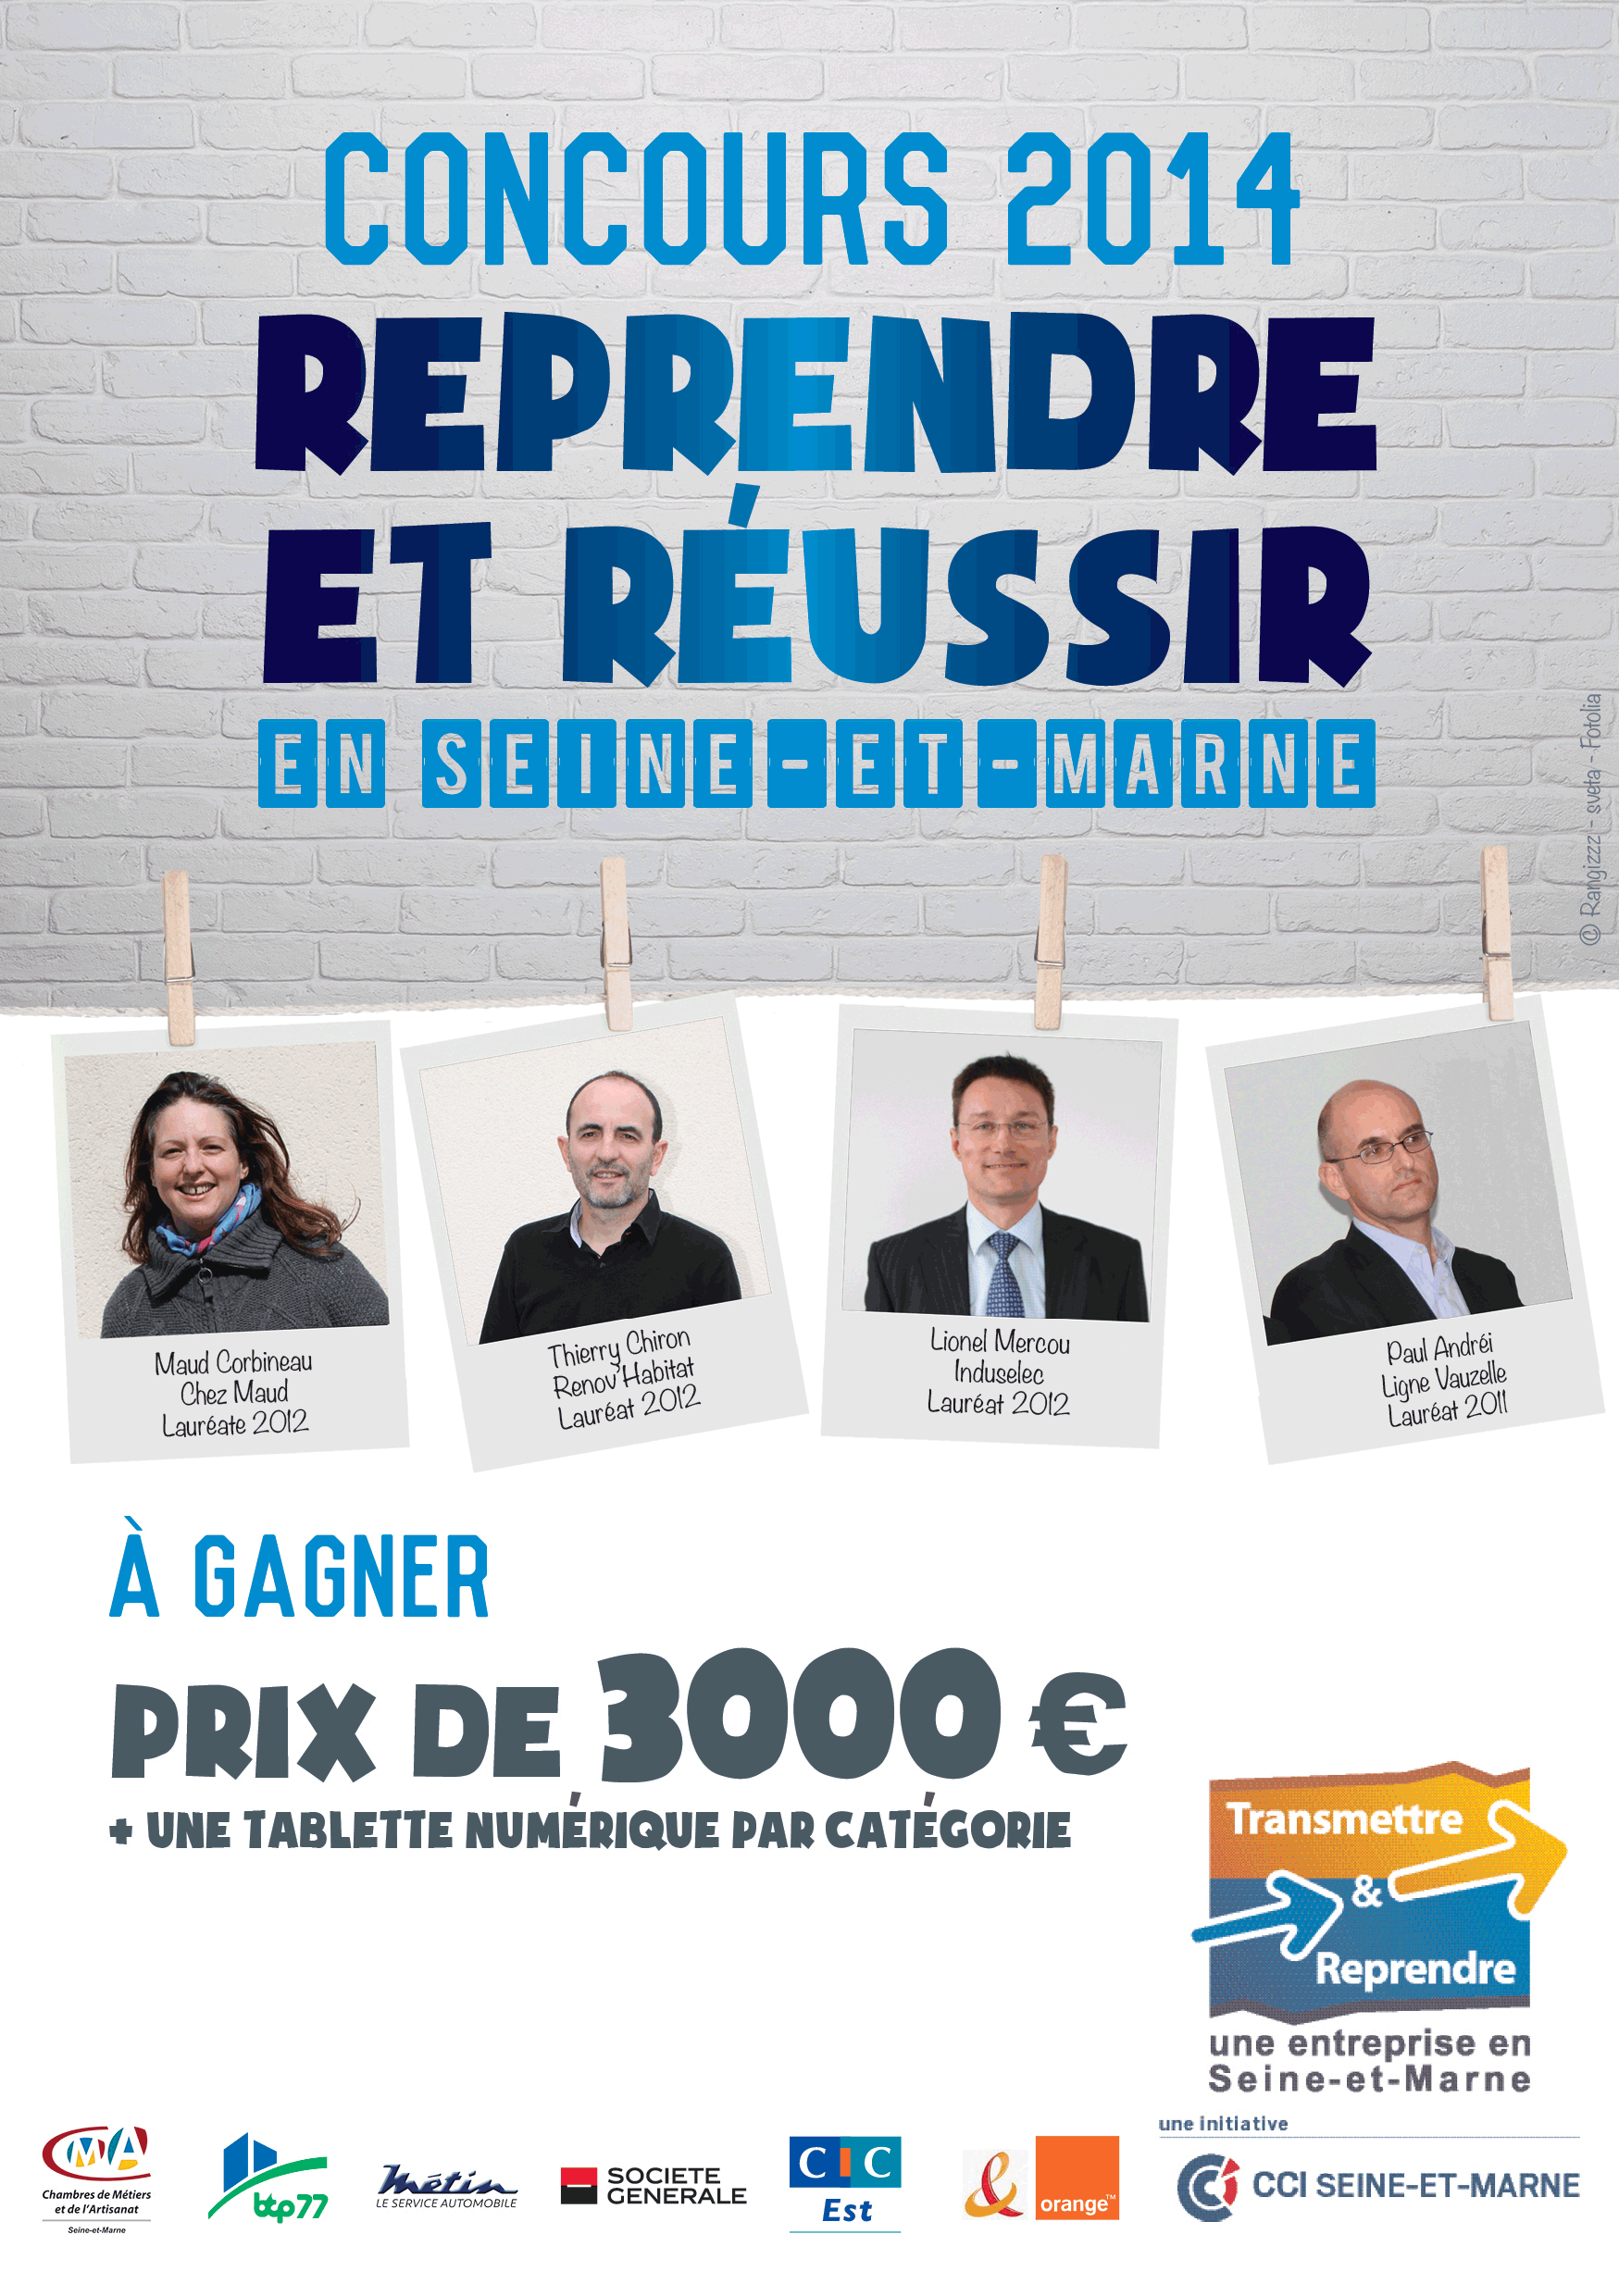 CONCOURS 2014
REPRENDRE
ET RÉUSSIR
EN SEINE-ET-MARNE
© Rangizzz - sveta - Fotolia
Maud Corbineau
Chez Maud
Lauréate 2012
Thierry Chiron
Renov'Habitat
Lauréat 2012
Lionel Mercou
Induselec
Lauréat 2012
Paul Andréi
Ligne Vauzelle
Lauréat 2011
À GAGNER
PRIX DE 3000 €
+ UNE TABLETTE NUMÉRIQUE PAR CATÉGORIE
Transmettre
&
Reprendre
une entreprise en
Seine-et-Marne
une initiative
CCI SEINE-ET-MARNE
CMA
Chambres de Métiers
et de l'Artisanat
Seine-et-Marne
btp77
Métin
LE SERVICE AUTOMOBILE
SOCIETE
GENERALE
CIC
Est
&
orange™